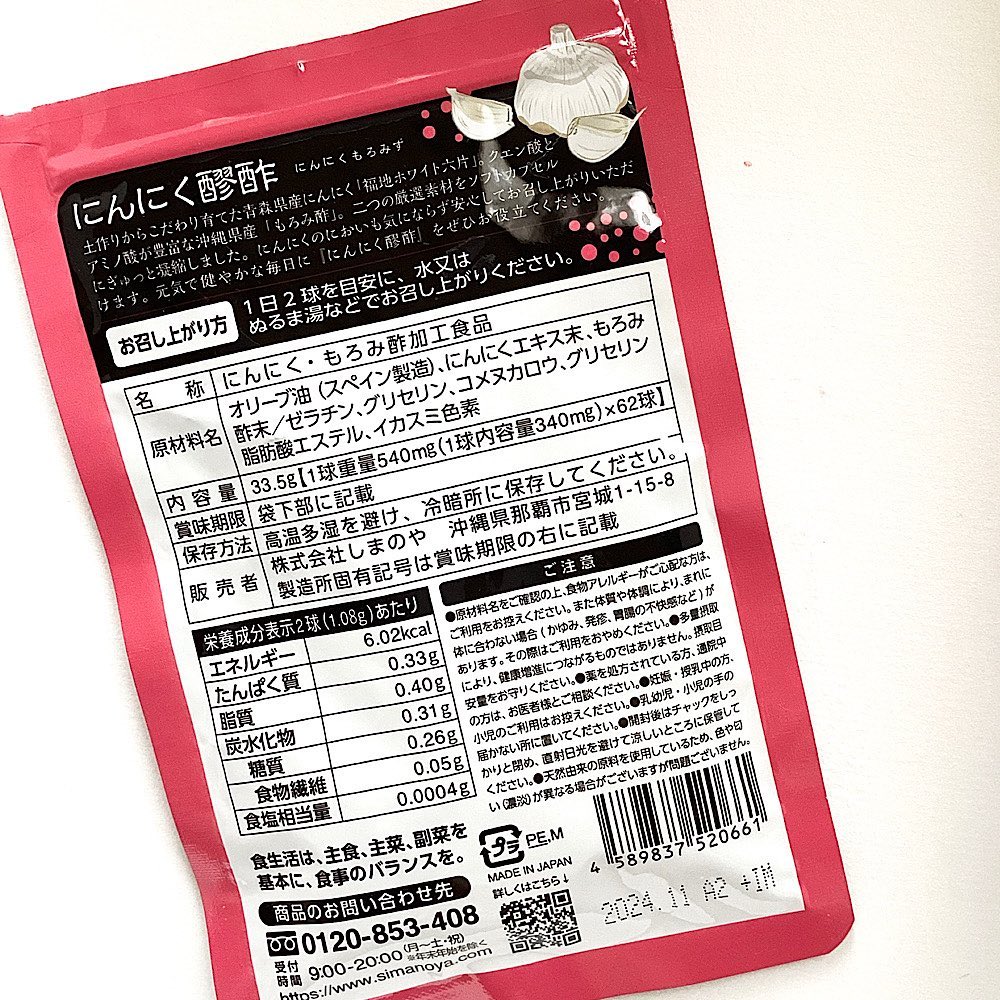 にんにく醪酢 にんにくもろみず
土作りからこだわり育てた青森県産にんにく「福地ホワイト六片」。クエン酸と
アミノ酸が豊富な沖縄県産「もろみ酢」。二つの厳選素材をソフトカプセル
にぎゅっと凝縮しました。にんにくのにおいも気にならず安心してお召し上がりいただ
けます。元気で健やかな毎日に『にんにく醪酢』をぜひお役立てください。
お召し上がり方
1日2球を目安に、水又は
ぬるま湯などでお召し上がりください。
名称 にんにく・もろみ酢加工食品
原材料名 オリーブ油(スペイン製造)、にんにくエキス末、もろみ
酢末/ゼラチン、グリセリン、コメヌカロウ、グリセリン
脂肪酸エステル、イカスミ色素
内容量 33.5g【1球重量540mg(1球内容量340mg)×62球】
賞味期限 袋下部に記載
保存方法 高温多湿を避け、冷暗所に保存してください。
販売者 株式会社しまのや 沖縄県那覇市宮城1-15-8
製造所固有記号は賞味期限の右に記載
栄養成分表示2球(1.08g)あたり
エネルギー 6.02kcal
たんぱく質 0.33g
脂質 0.40g
炭水化物 0.31g
糖質 0.26g
食物繊維 0.05g
食塩相当量 0.0004g
ご注意
●原材料名をご確認の上、食物アレルギーがご心配な方は、
ご利用をお控えください。また体質や体調により、まれに
体に合わない場合(かゆみ、発疹、胃腸の不快感など)が
あります。その際はご利用をおやめください。●多量摂取
により、健康増進につながるものではありません。摂取目
安量をお守りください。●薬を処方されている方、通院中
の方は、お医者様とご相談ください。●妊娠・授乳中の方、
小児のご利用はお控えください。●乳幼児・小児の手の
届かない所に置いてください。●開封後はチャックをしっ
かりと閉め、直射日光を避けて涼しいところに保管して
ください。●天然由来の原料を使用しているため、色や匂
い(濃淡)が異なる場合がございますが問題ございません。
食生活は、主食、主菜、副菜を
基本に、食事のバランスを。
商品のお問い合わせ先
0120-853-408
受付時間 9:00-20:00 (月〜土・祝) ※年末年始を除く
https://www.simanoya.com
プラ PE,M
MADE IN JAPAN
詳しくはこちら↓
4 589837 520661
2024.11 A2 +IM